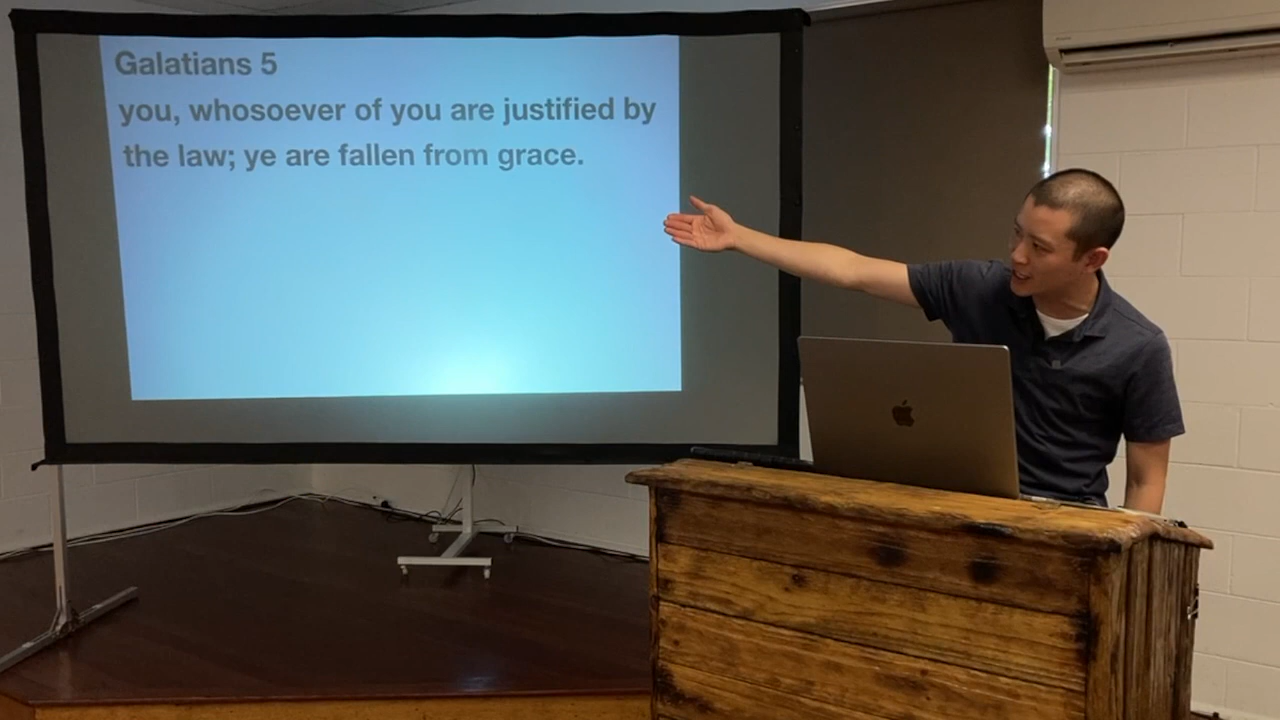 Galatians 5
you, whosoever of you are justified by
the law; ye are fallen from grace.